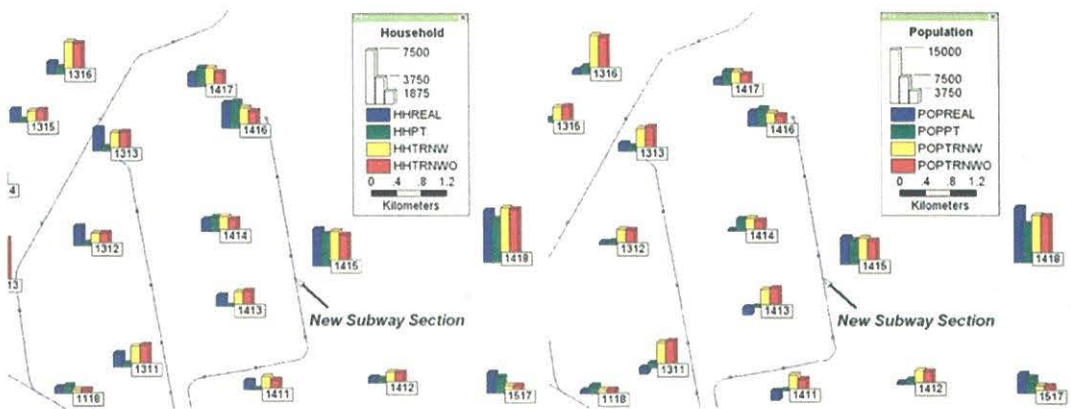 Household
7500
3750
1875
HHREAL
HHPT
HHTRNW
HHTRNWO
0 .4 .8 1.2
Kilometers
1316
1417
1315
1416
1313
4
1312
1414
1415
1418
13
1413
New Subway Section
1311
1118
1411
1412
1517
Population
15000
7500
3750
POPREAL
POPPT
POPTRNW
POPTRNWO
0 .4 .8 1.2
Kilometers
1316
1417
1315
1416
1313
1312
1414
1415
1418
1413
New Subway Section
1311
1118
1411
1412
1517